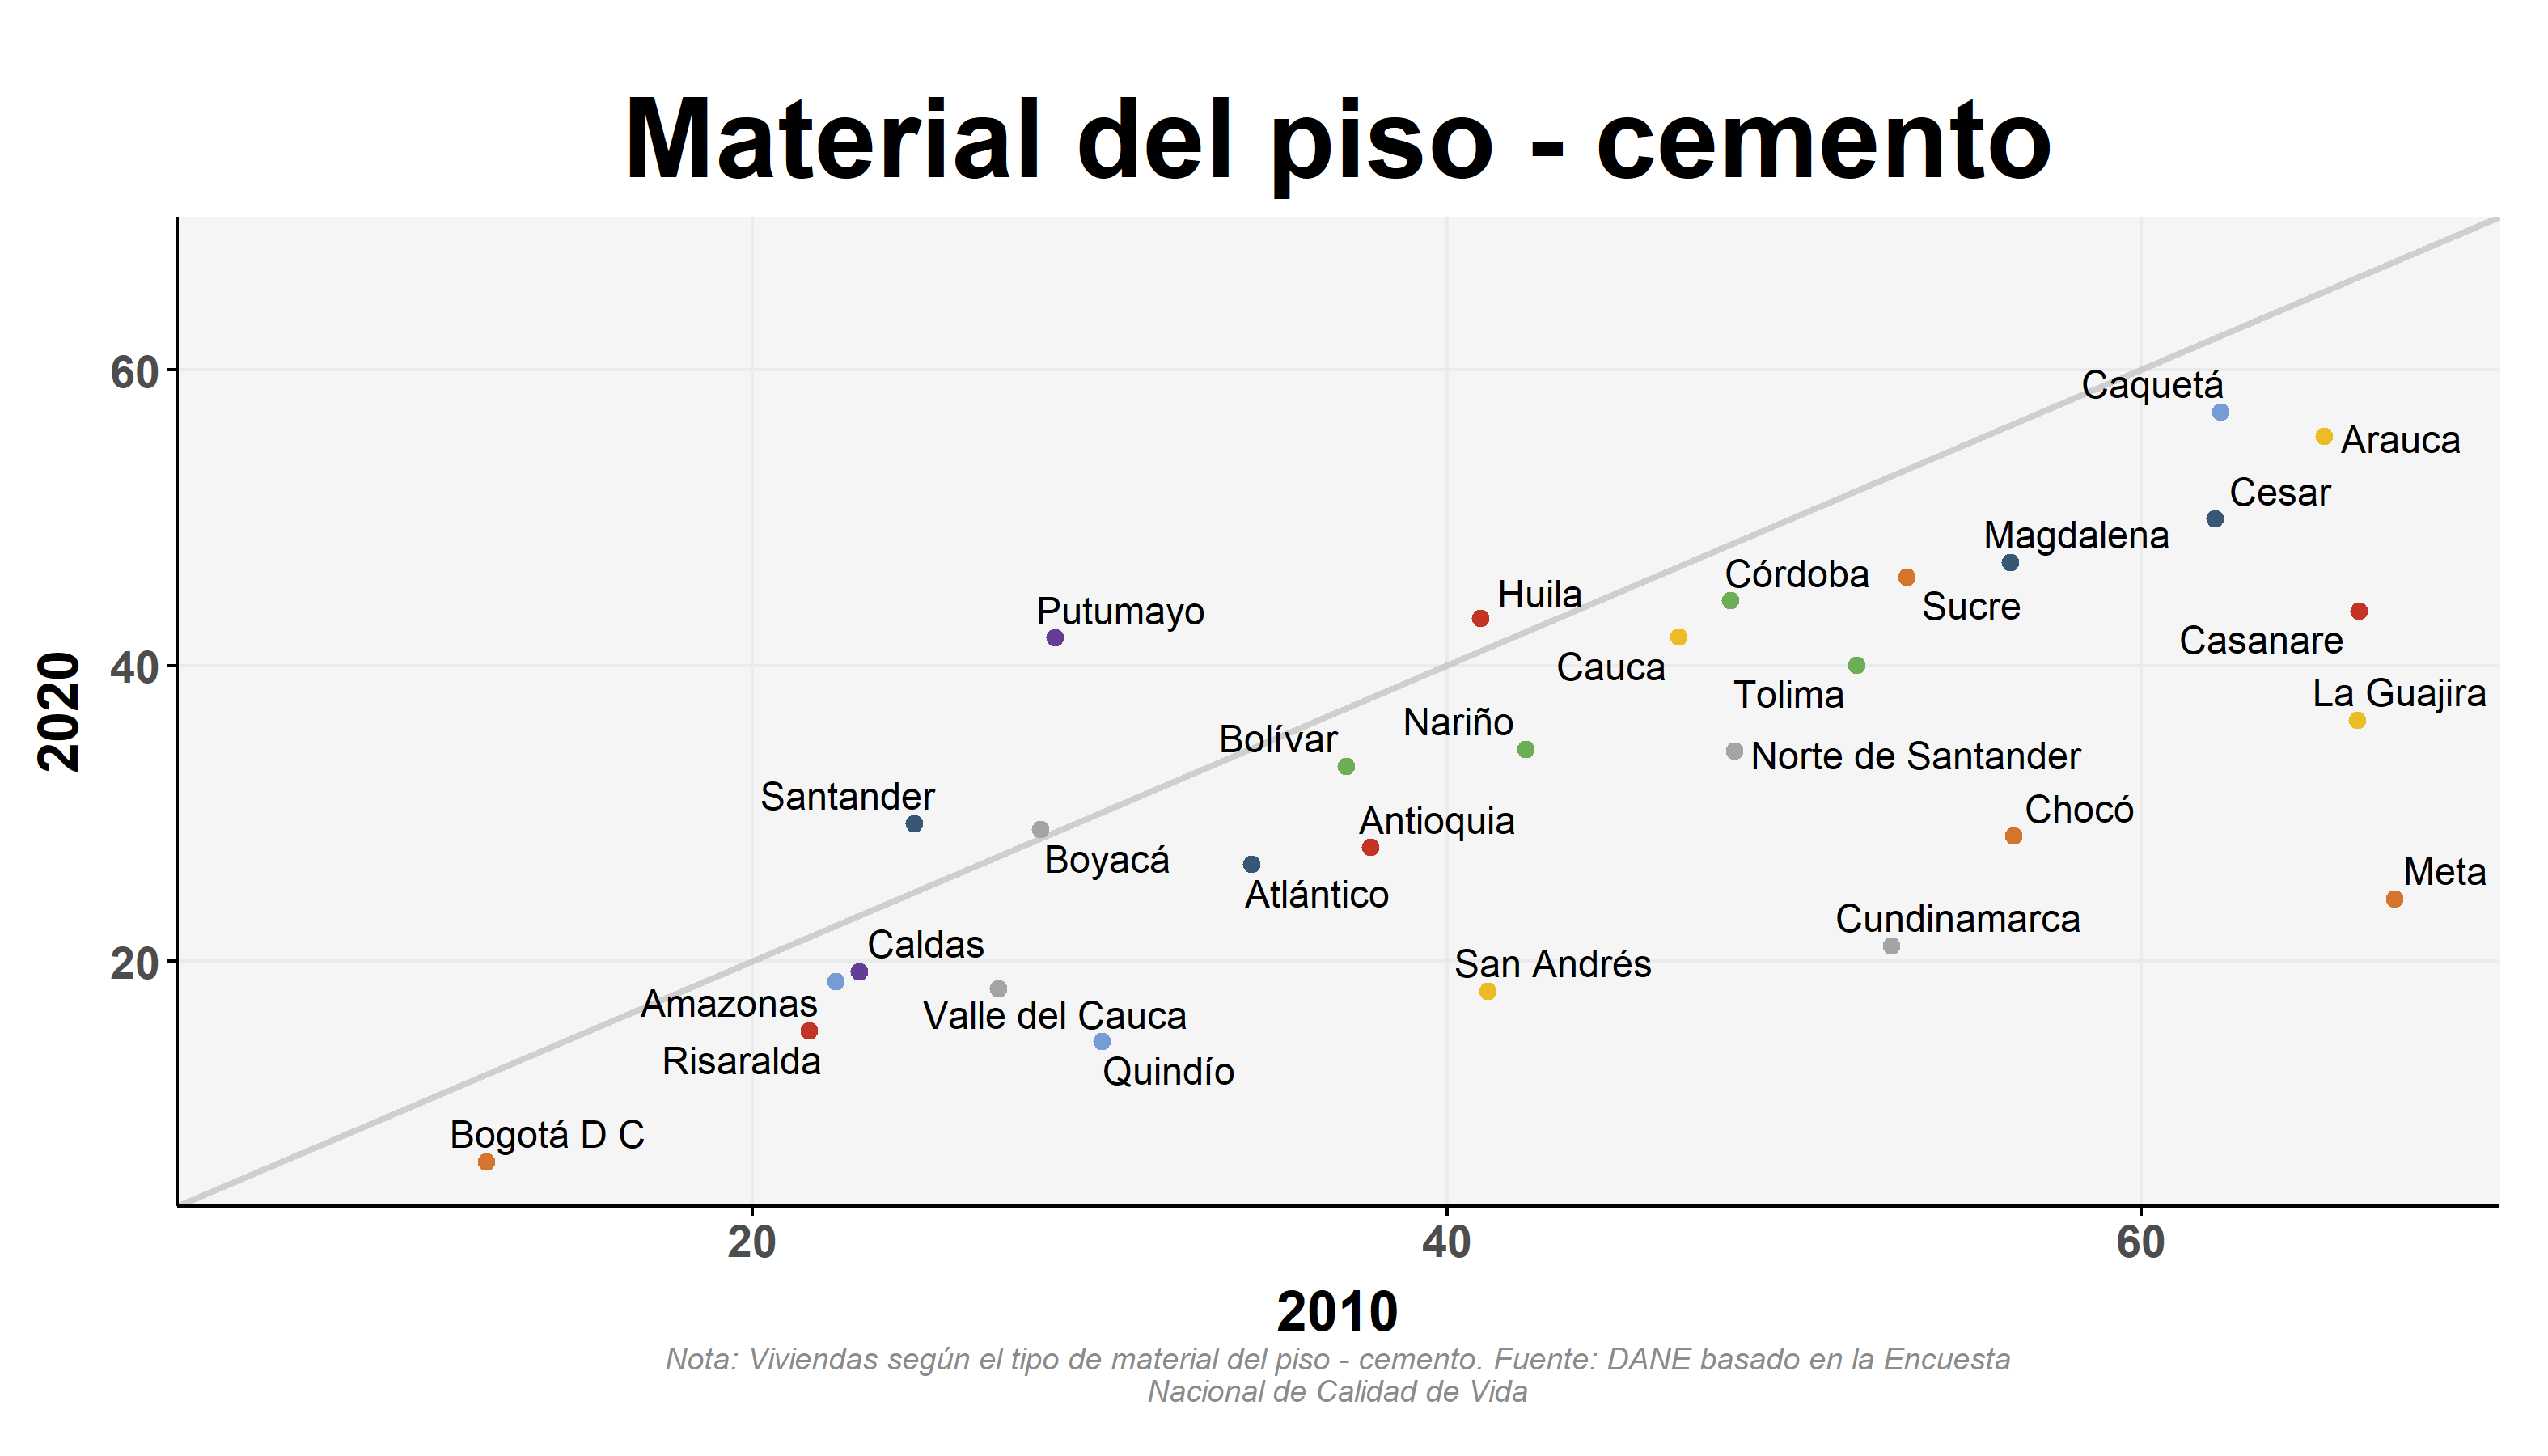 Material del piso - cemento
60
Caquetá
Arauca
Cesar
Magdalena
Córdoba
Huila
Putumayo
Sucre
Casanare
2020
40
Cauca
Tolima
La Guajira
Nariño
Bolívar
Norte de Santander
Santander
Chocó
Antioquia
Boyacá
Meta
Atlántico
Cundinamarca
Caldas
20
San Andrés
Amazonas
Valle del Cauca
Risaralda
Quindío
Bogotá D C
20
40
60
2010
Nota: Viviendas según el tipo de material del piso - cemento. Fuente: DANE basado en la Encuesta
Nacional de Calidad de Vida